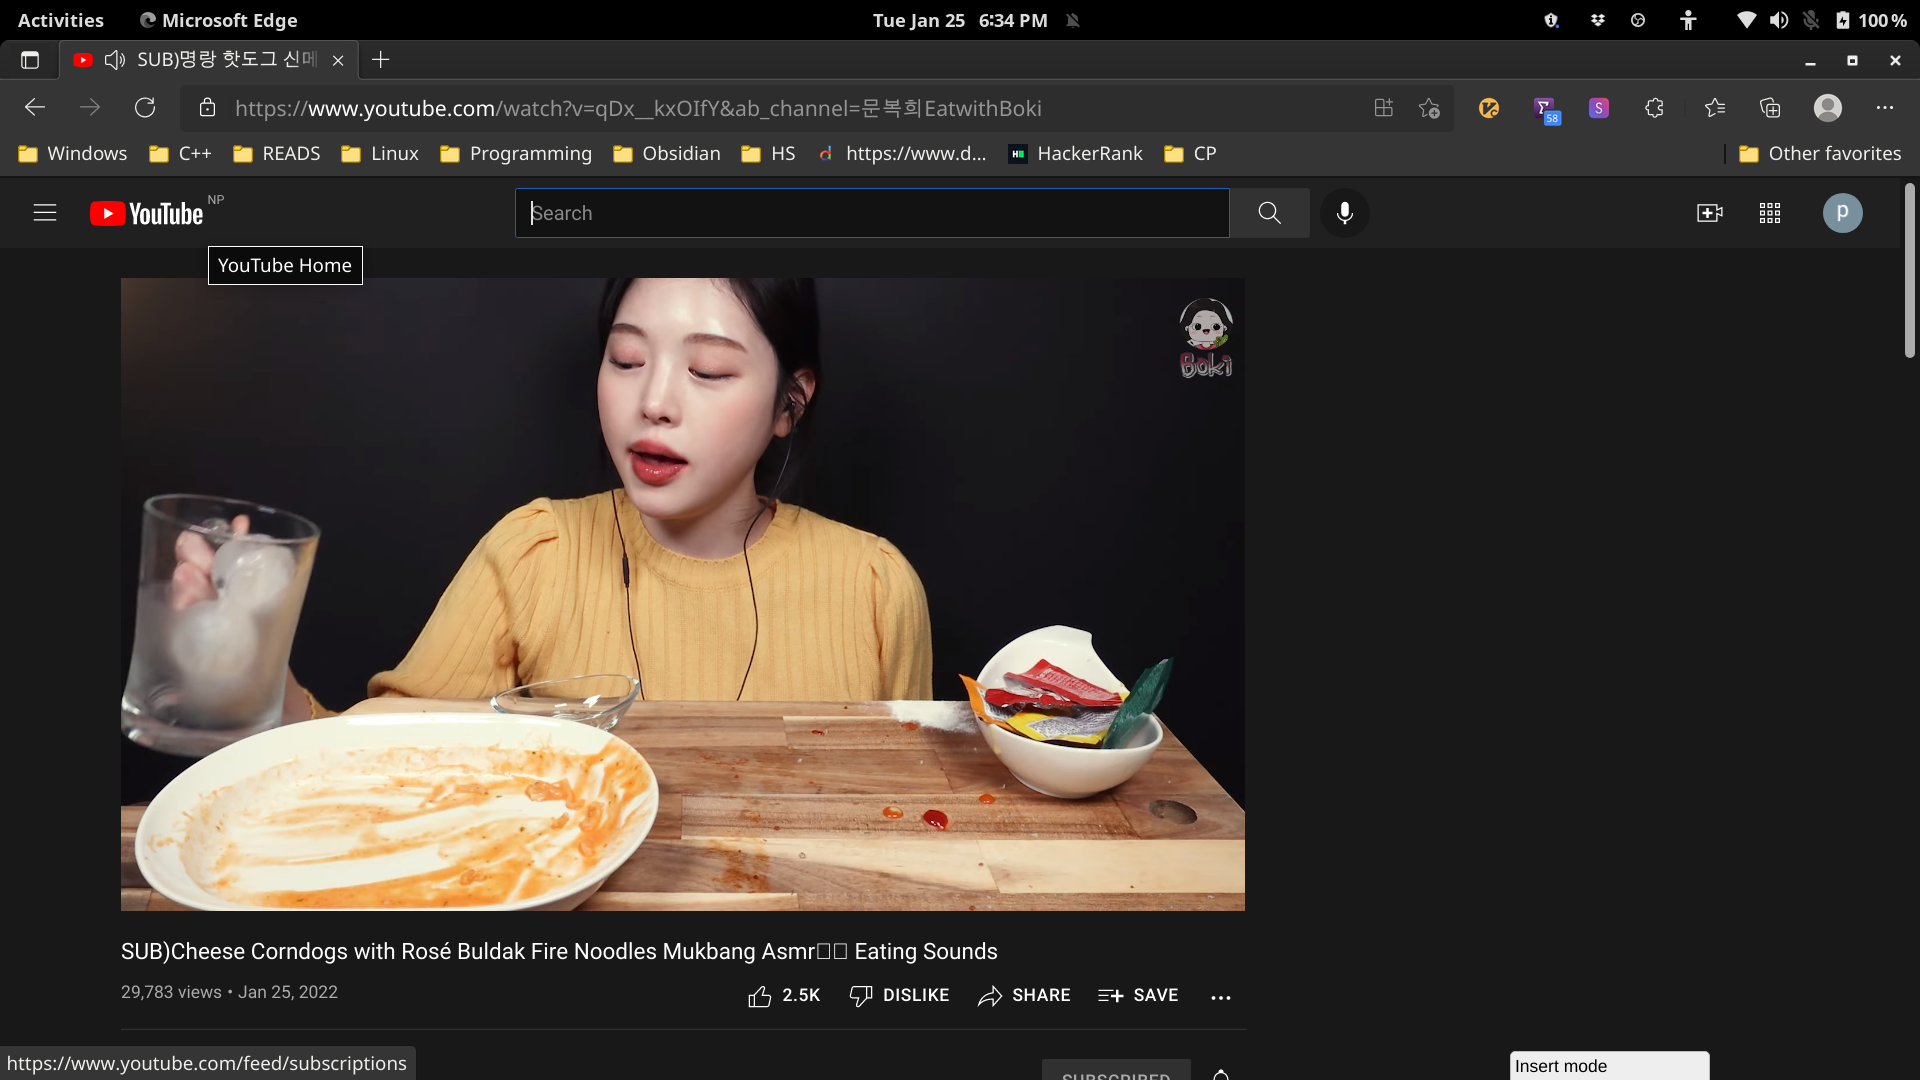 Activities
Microsoft Edge
Tue Jan 25 6:34 PM
100 %
SUB)명랑 핫도그 신메
https://www.youtube.com/watch?v=qDx__kxOIfY&ab_channel=문복희EatwithBoki
58
S
Windows
C++
READS
Linux
Programming
Obsidian
HS
https://www.d...
HackerRank
CP
Other favorites
YouTube NP
Search
p
YouTube Home
Boki
SUB)Cheese Corndogs with Rosé Buldak Fire Noodles Mukbang Asmr Eating Sounds
29,783 views • Jan 25, 2022
2.5K
DISLIKE
SHARE
SAVE
https://www.youtube.com/feed/subscriptions
SUBSCRIBED
Insert mode